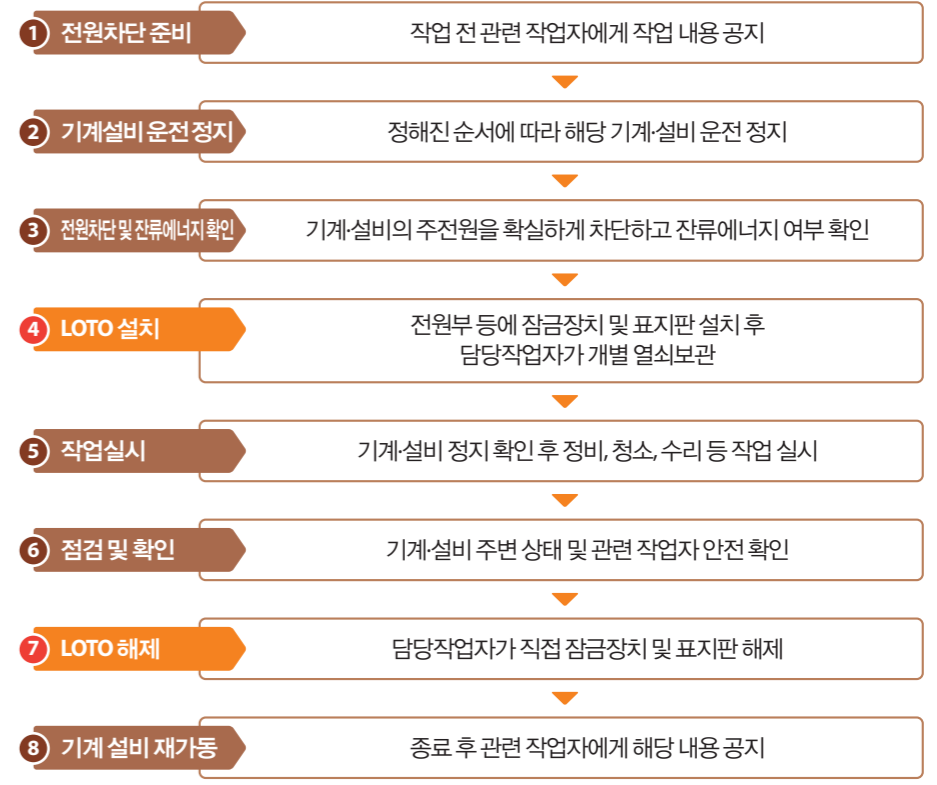 1 전원차단 준비
작업 전 관련 작업자에게 작업 내용 공지
2 기계설비 운전 정지
정해진 순서에 따라 해당 기계·설비 운전 정지
3 전원차단 및 잔류에너지 확인
기계·설비의 주전원을 확실하게 차단하고 잔류에너지 여부 확인
4 LOTO 설치
전원부 등에 잠금장치 및 표지판 설치 후
담당작업자가 개별 열쇠보관
5 작업실시
기계·설비 정지 확인 후 정비, 청소, 수리 등 작업 실시
6 점검 및 확인
기계·설비 주변 상태 및 관련 작업자 안전 확인
7 LOTO 해제
담당작업자가 직접 잠금장치 및 표지판 해제
8 기계 설비 재가동
종료 후 관련 작업자에게 해당 내용 공지